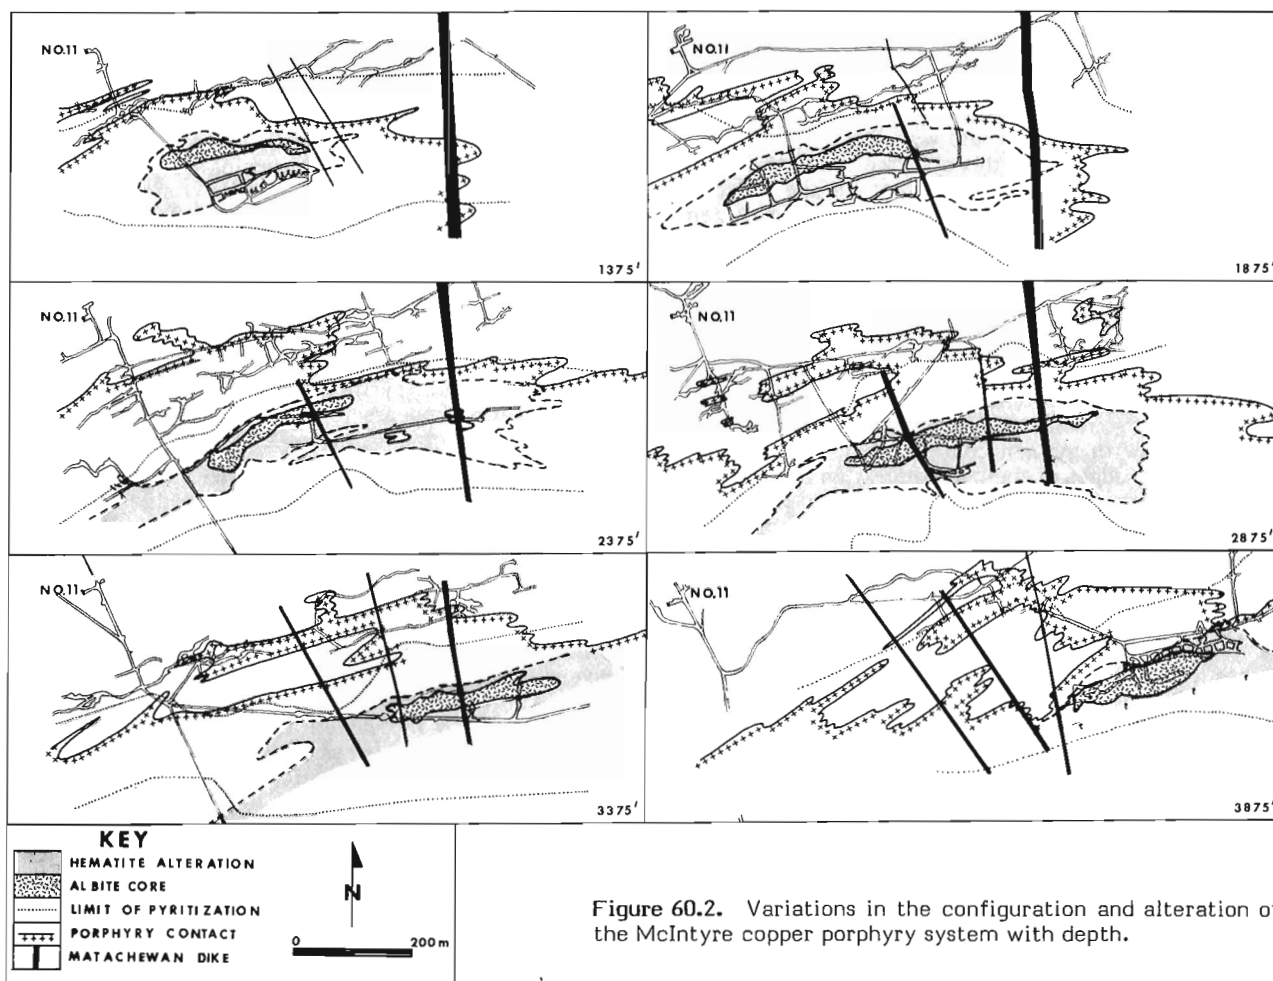 NO.11
1375'
NO.11
1875'
NO.11
2375'
NO.11
2875'
NO.11
3375'
NO.11
3875'
KEY
HEMATITE ALTERATION
ALBITE CORE
LIMIT OF PYRITIZATION
PORPHYRY CONTACT
MATACHEWAN DIKE
N
0 200 m
Figure 60.2. Variations in the configuration and alteration o
the McIntyre copper porphyry system with depth.